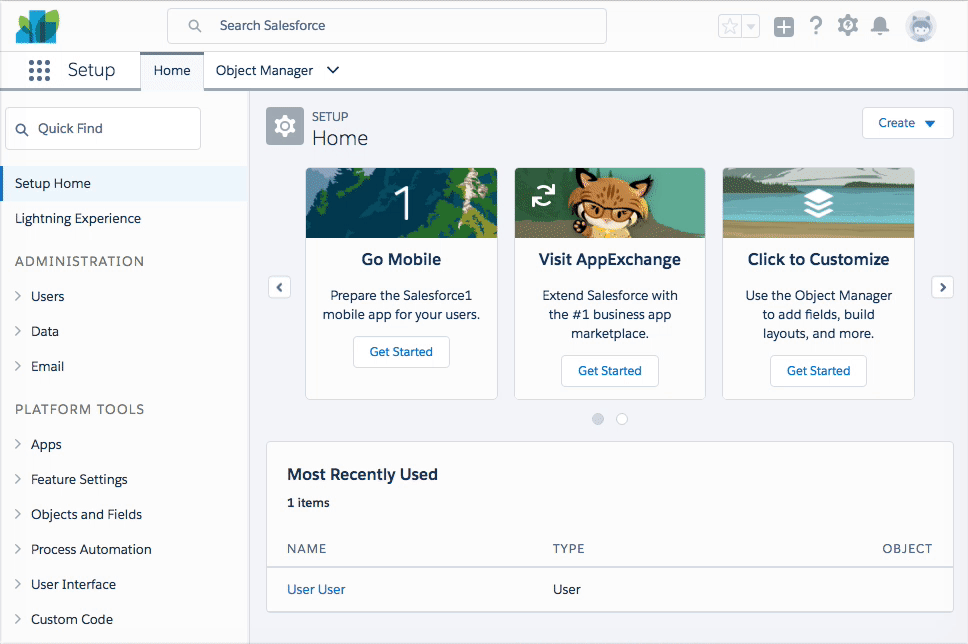 Search Salesforce
Setup
Home
Object Manager
Quick Find
Setup Home
Lightning Experience
ADMINISTRATION
Users
Data
Email
PLATFORM TOOLS
Apps
Feature Settings
Objects and Fields
Process Automation
User Interface
Custom Code
SETUP
Home
Create
1
Go Mobile
Prepare the Salesforce1
mobile app for your users.
Get Started
Visit AppExchange
Extend Salesforce with
the #1 business app
marketplace.
Get Started
Click to Customize
Use the Object Manager
to add fields, build
layouts, and more.
Get Started
Most Recently Used
1 items
NAME TYPE OBJECT
User User User